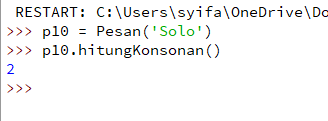 RESTART: C:\Users\syifa\OneDrive\Do
>>> p10 = Pesan('Solo')
>>> p10.hitungKonsonan()
2
>>>